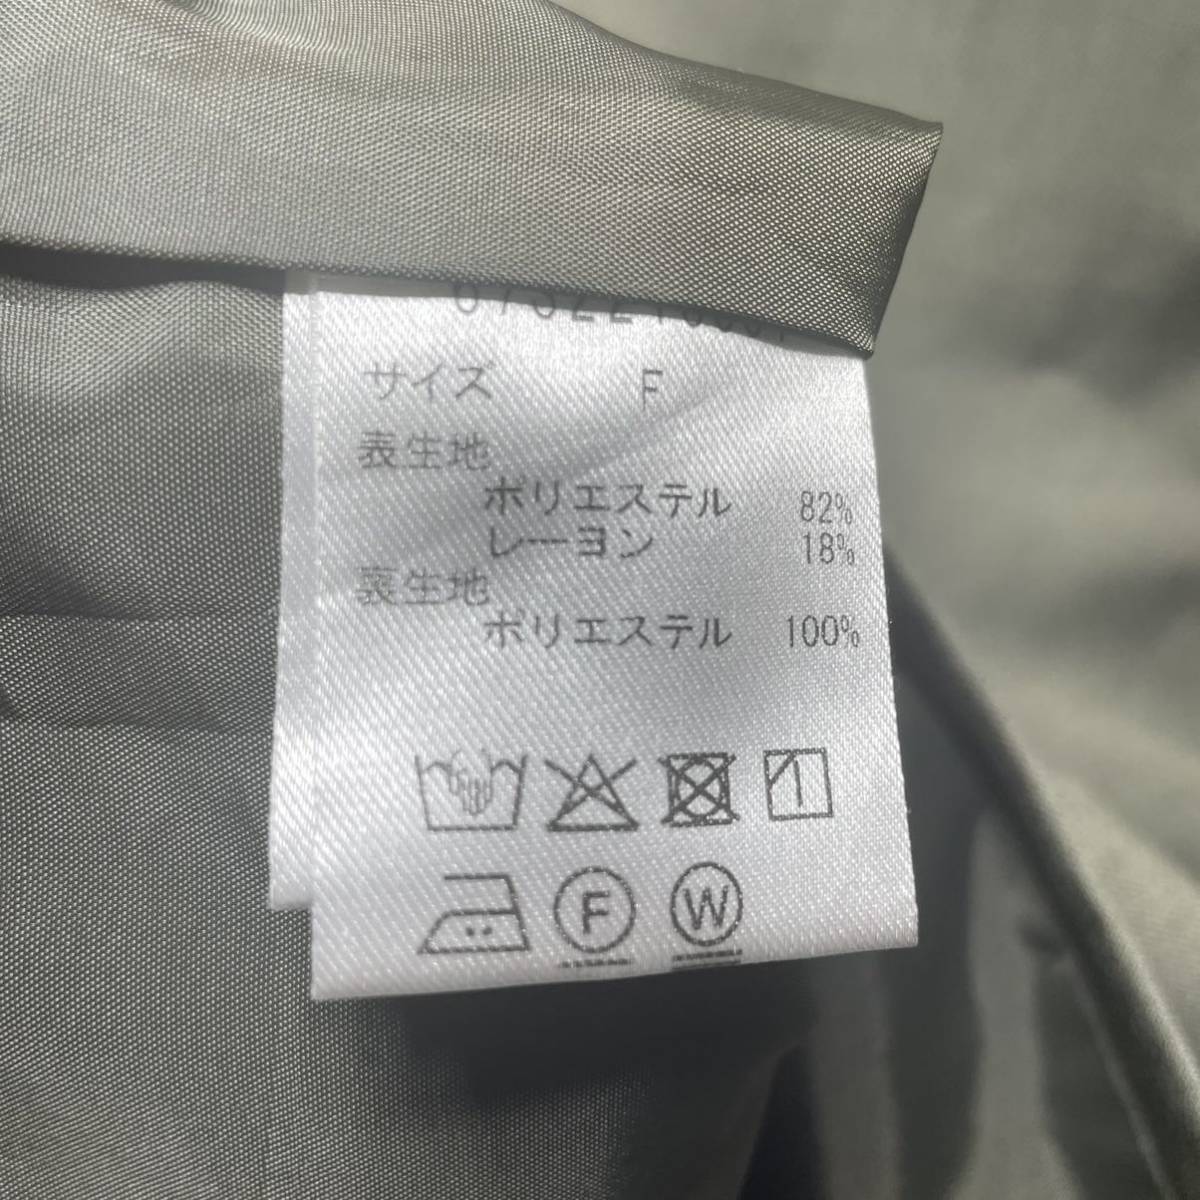 サイズ F
表生地
ポリエステル 82%
レーヨン 18%
裏生地
ポリエステル 100%
F
W